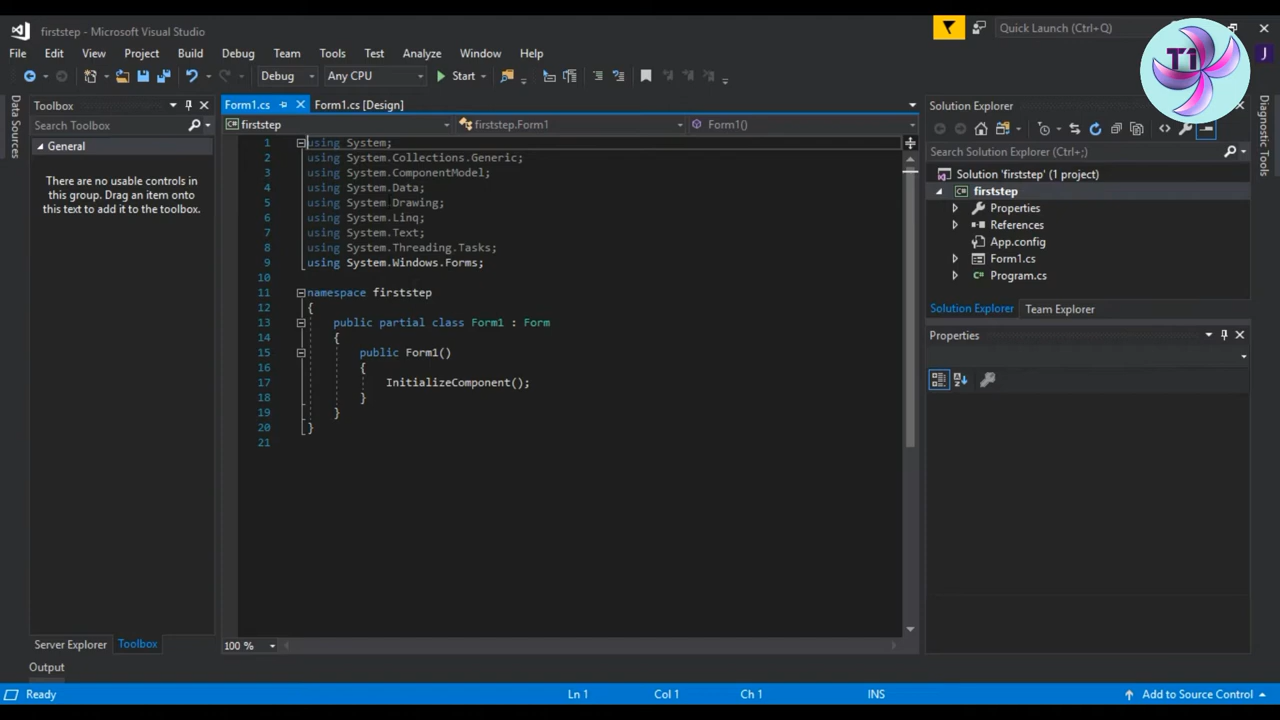 firststep - Microsoft Visual Studio
Quick Launch (Ctrl+Q)
T1
File Edit View Project Build Debug Team Tools Test Analyze Window Help
J
Debug Any CPU Start
Data Sources
Toolbox
Search Toolbox
General
There are no usable controls in
this group. Drag an item onto
this text to add it to the toolbox.
Server Explorer Toolbox
Form1.cs Form1.cs [Design]
firststep firststep.Form1 Form1()
1 using System;
2 using System.Collections.Generic;
3 using System.ComponentModel;
4 using System.Data;
5 using System.Drawing;
6 using System.Linq;
7 using System.Text;
8 using System.Threading.Tasks;
9 using System.Windows.Forms;
10
11 namespace firststep
12 {
13 public partial class Form1 : Form
14 {
15 public Form1()
16 {
17 InitializeComponent();
18 }
19 }
20 }
21
100 %
Solution Explorer
Search Solution Explorer (Ctrl+;)
Solution 'firststep' (1 project)
firststep
Properties
References
App.config
Form1.cs
Program.cs
Solution Explorer Team Explorer
Properties
Diagnostic Tools
Output
Ready Ln 1 Col 1 Ch 1 INS Add to Source Control